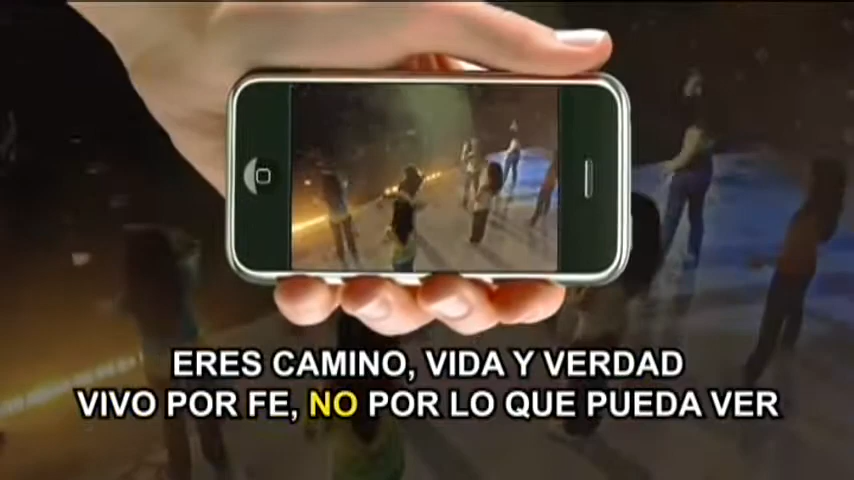 ERES CAMINO, VIDA Y VERDAD
VIVO POR FE, NO POR LO QUE PUEDA VER